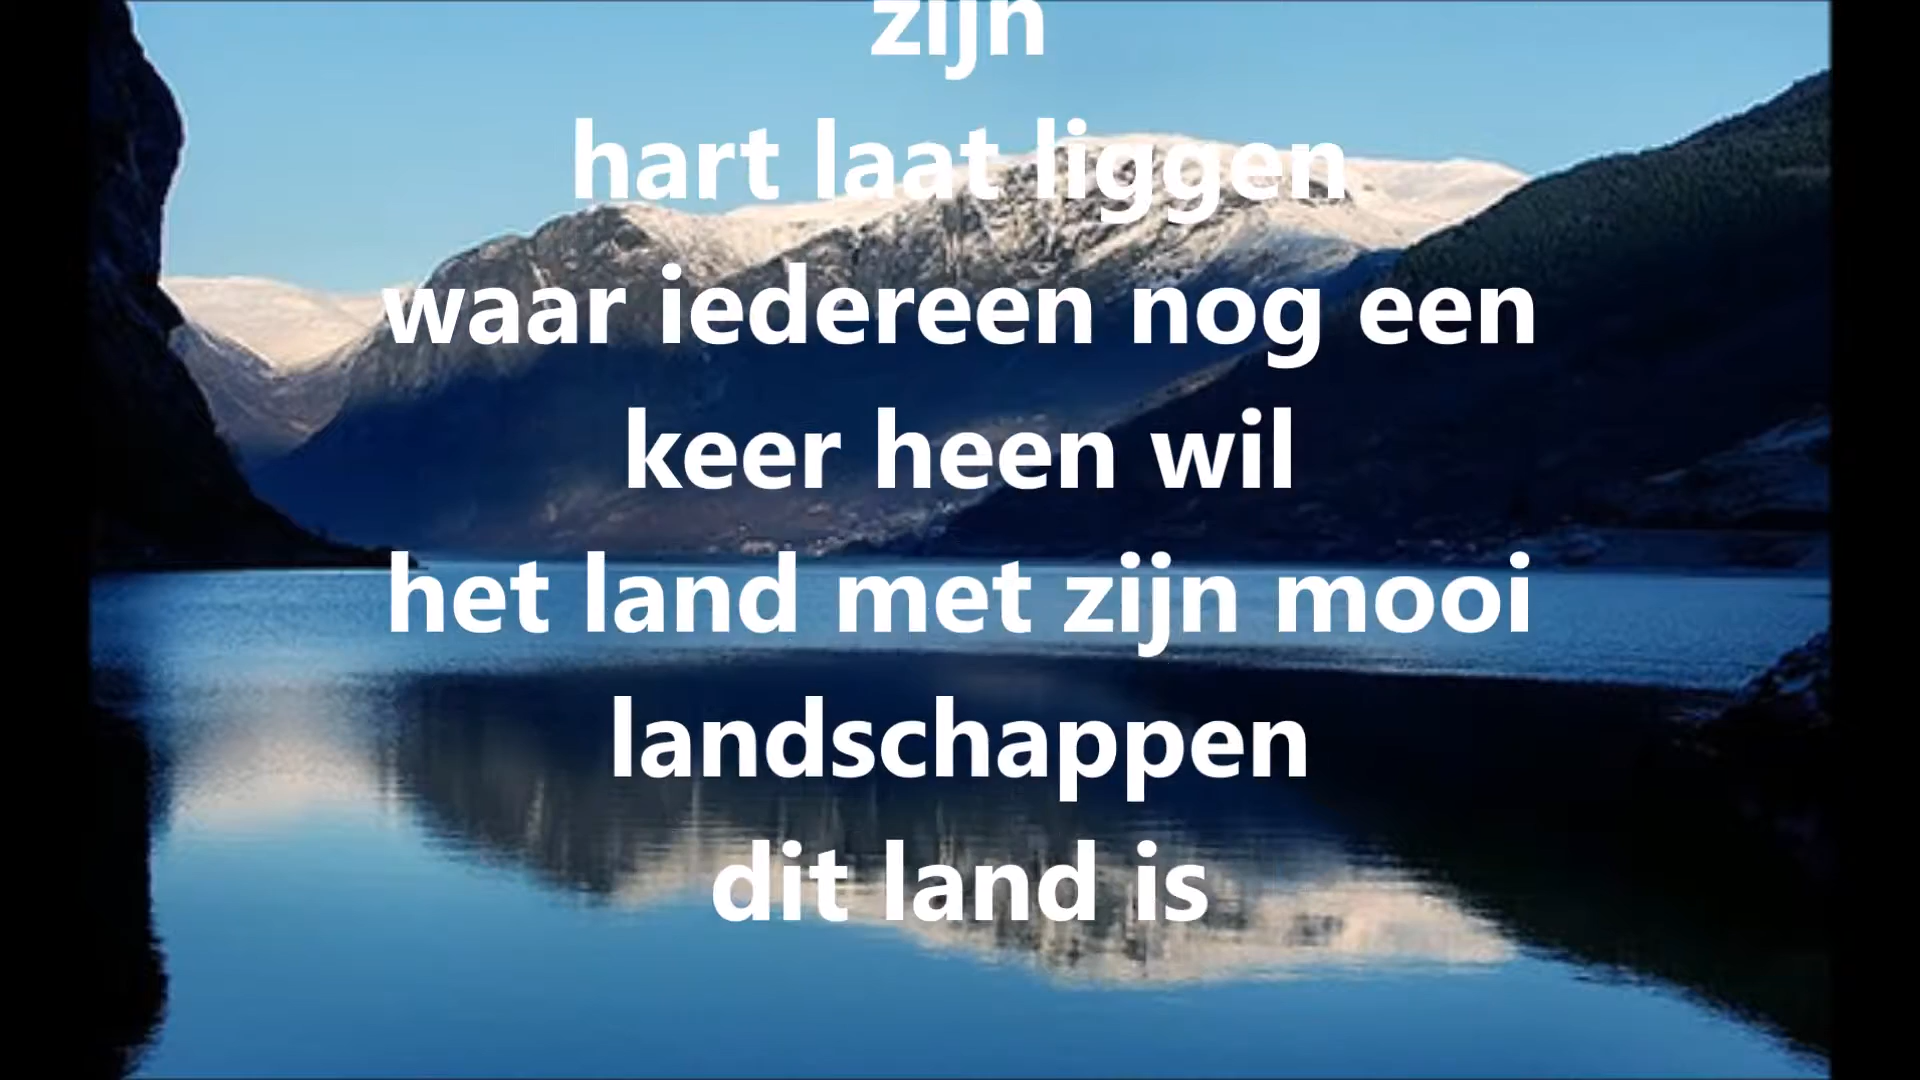 zijn
hart laat liggen
waar iedereen nog een
keer heen wil
het land met zijn mooi
landschappen
dit land is